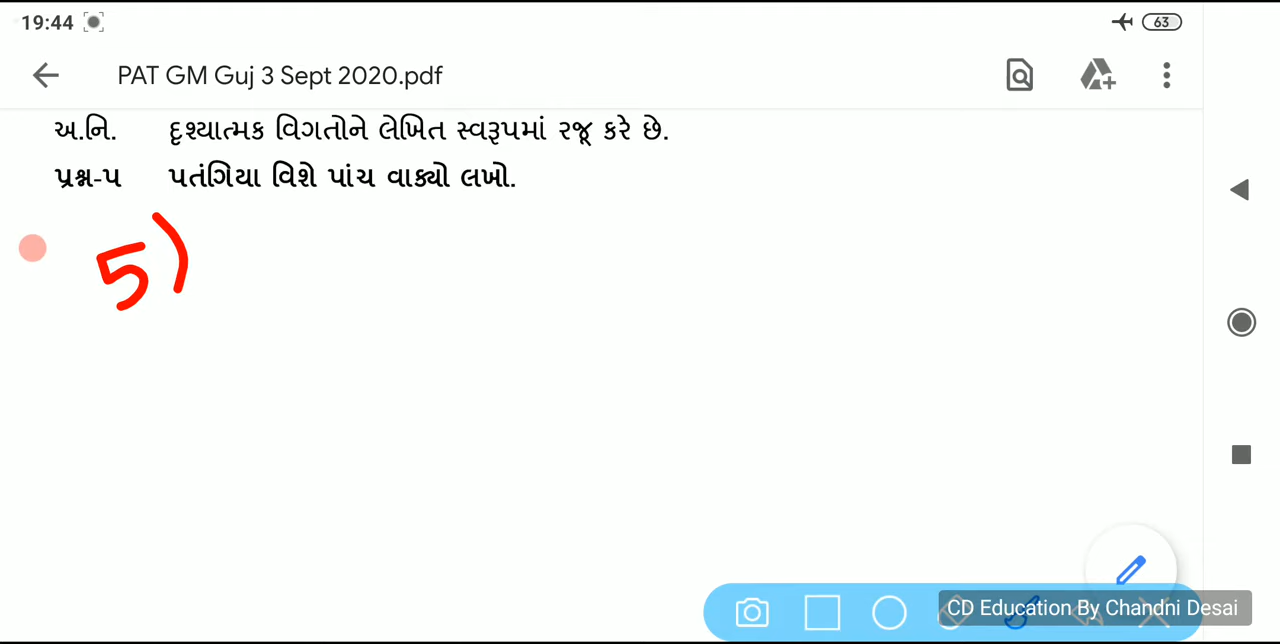 19:44 63
PAT GM Guj 3 Sept 2020.pdf
અ.નિ. દૃશ્યાત્મક વિગતોને લેખિત સ્વરૂપમાં રજૂ કરે છે.
પ્રશ્ન-૫ પતંગિયા વિશે પાંચ વાક્યો લખો.
5)
CD Education By Chandni Desai